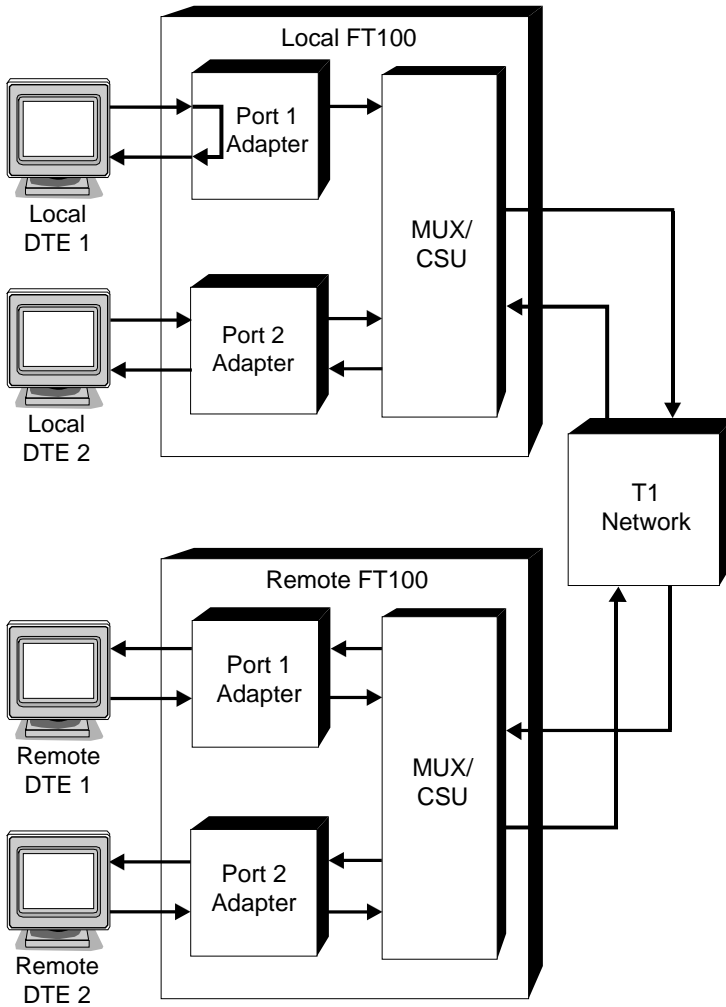 Local FT100
Port 1
Adapter
Local
DTE 1
MUX/
CSU
Port 2
Adapter
Local
DTE 2
T1
Network
Remote FT100
Port 1
Adapter
Remote
DTE 1
MUX/
CSU
Port 2
Adapter
Remote
DTE 2